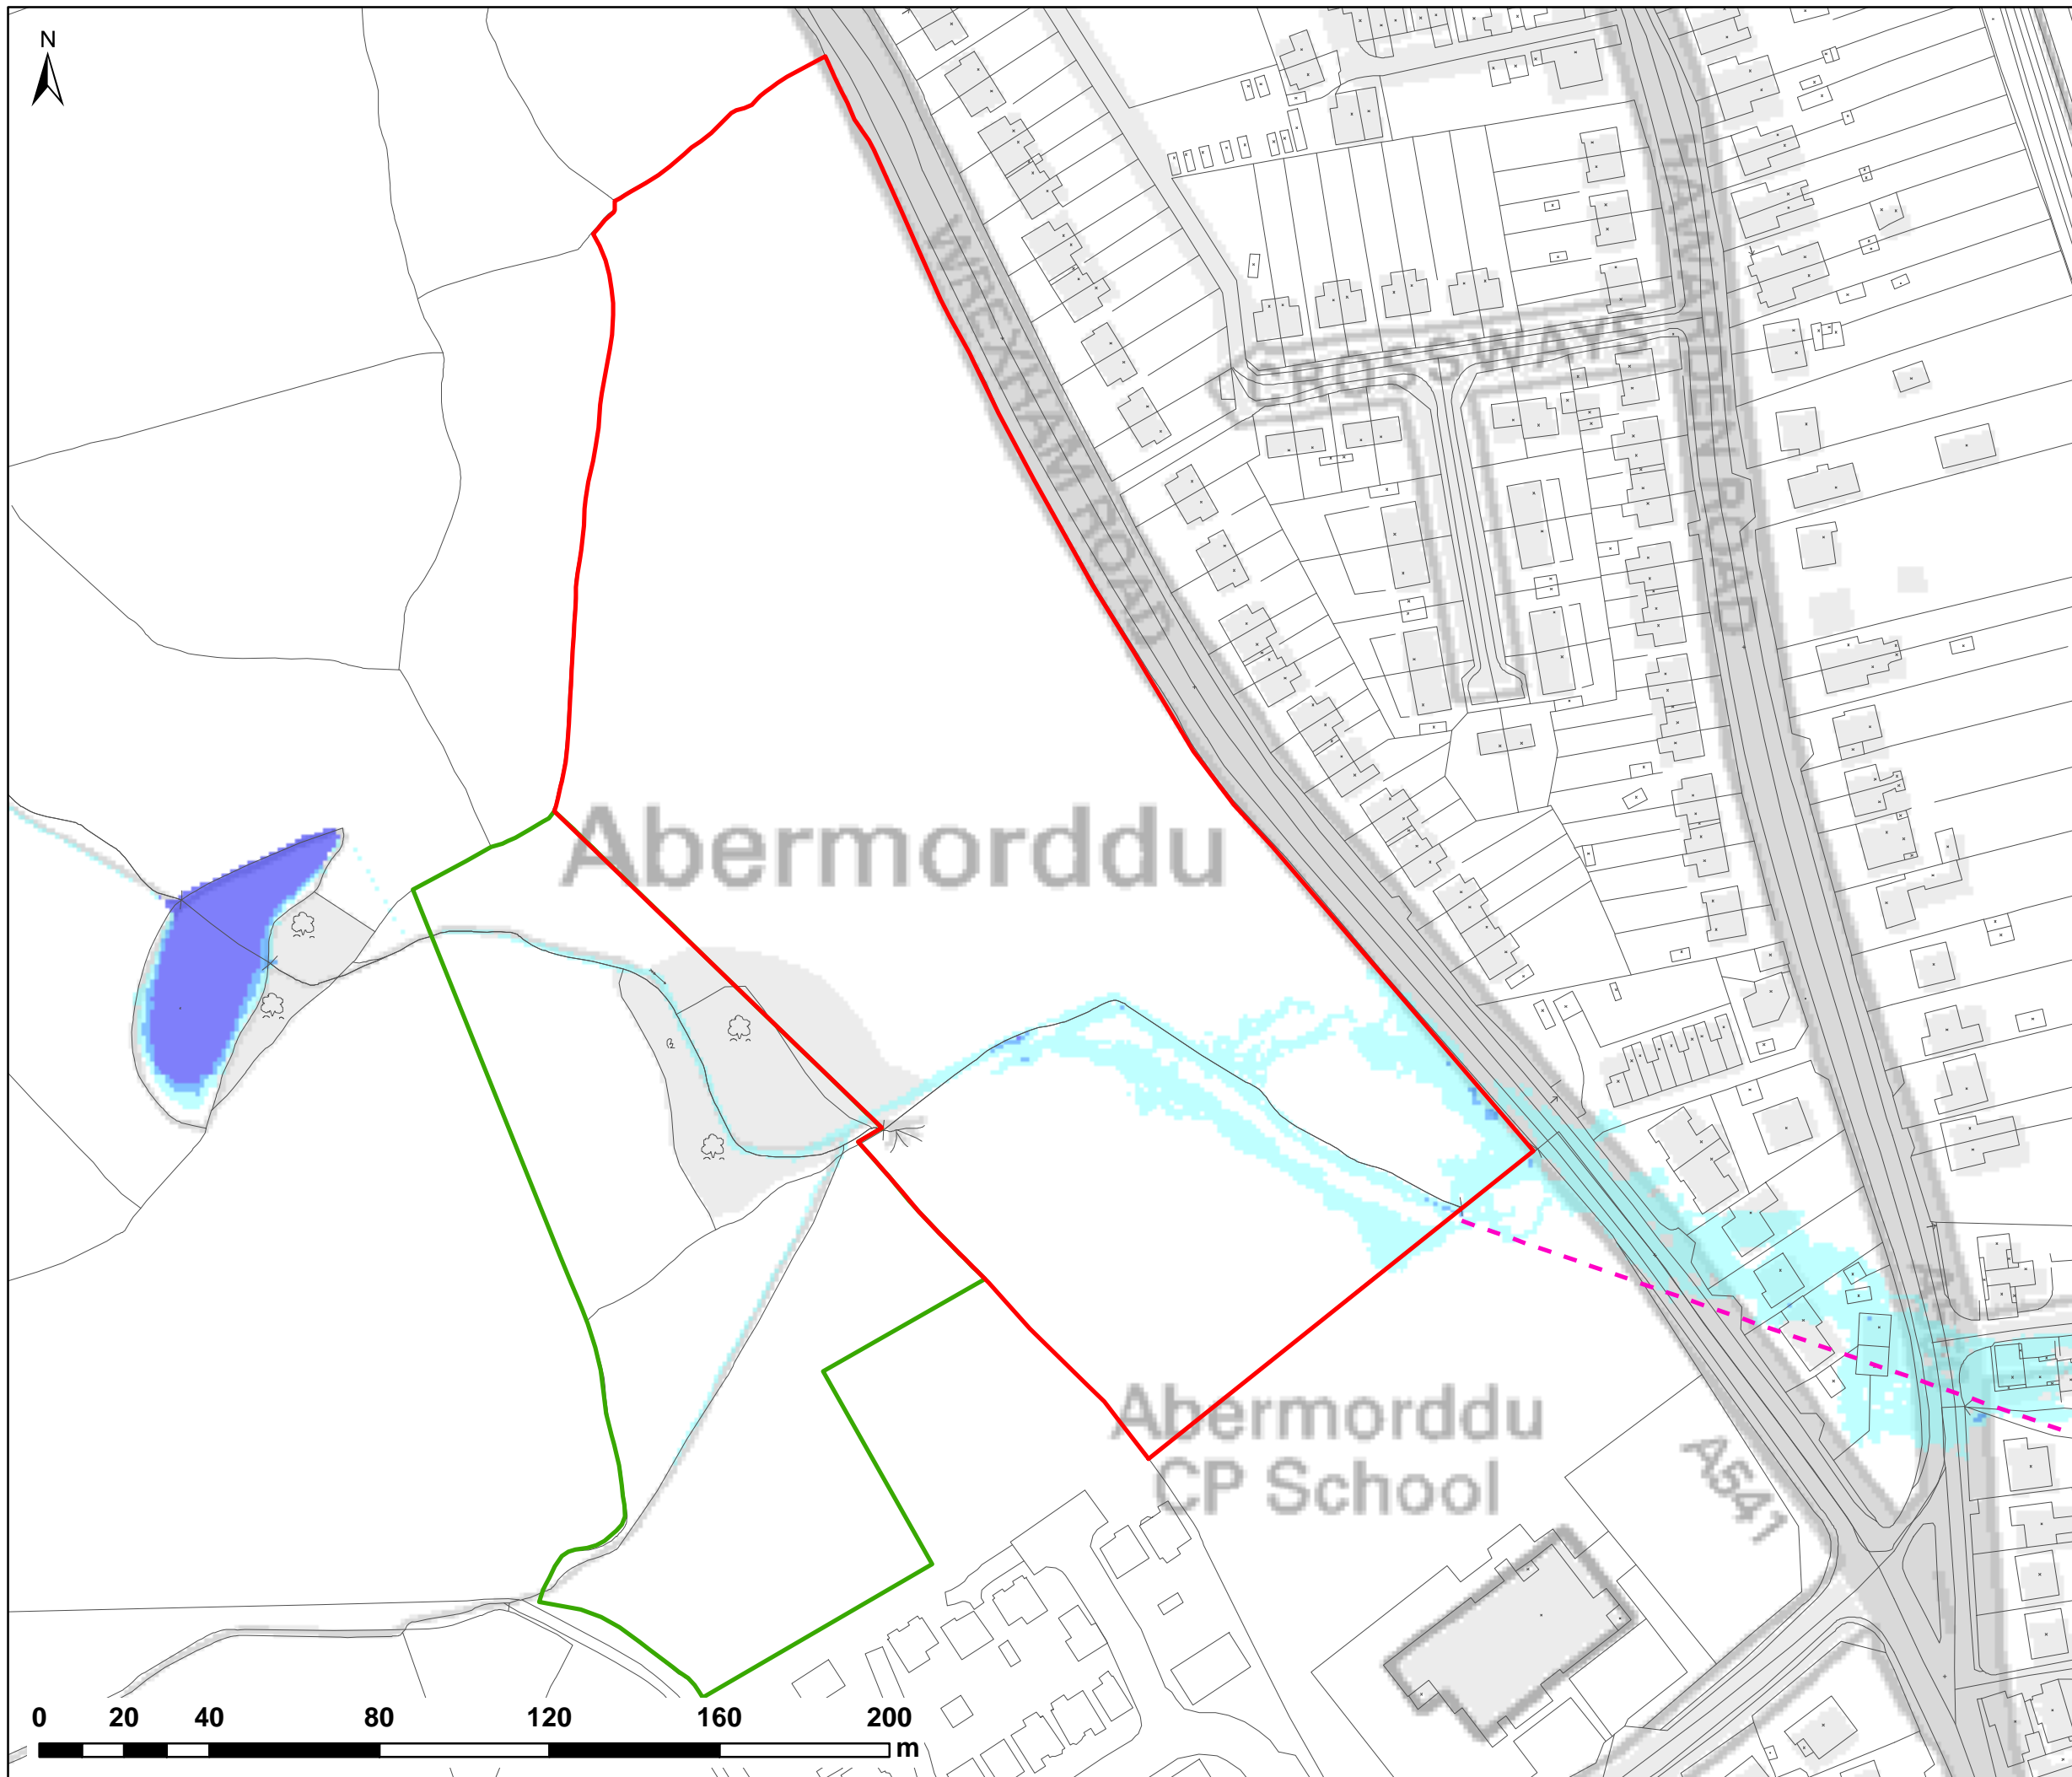 N
WREXHAM ROAD
HAWARDEN ROAD
CROSSWAYS
Abermorddu
Abermorddu
CP School
A541
0 20 40 80 120 160 200
m